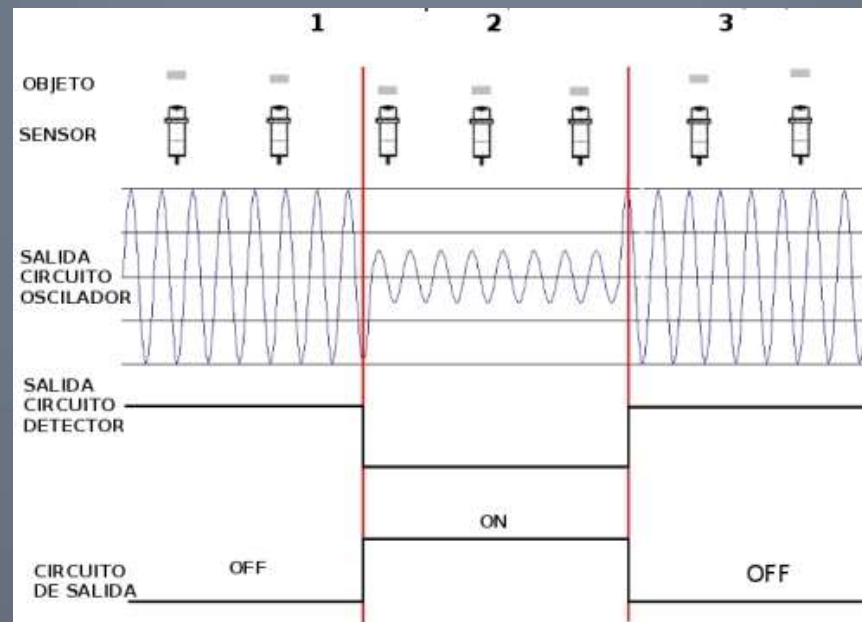 1 2 3
OBJETO
SENSOR
SALIDA
CIRCUITO
OSCILADOR
SALIDA
CIRCUITO
DETECTOR
ON
OFF
OFF
CIRCUITO
DE SALIDA